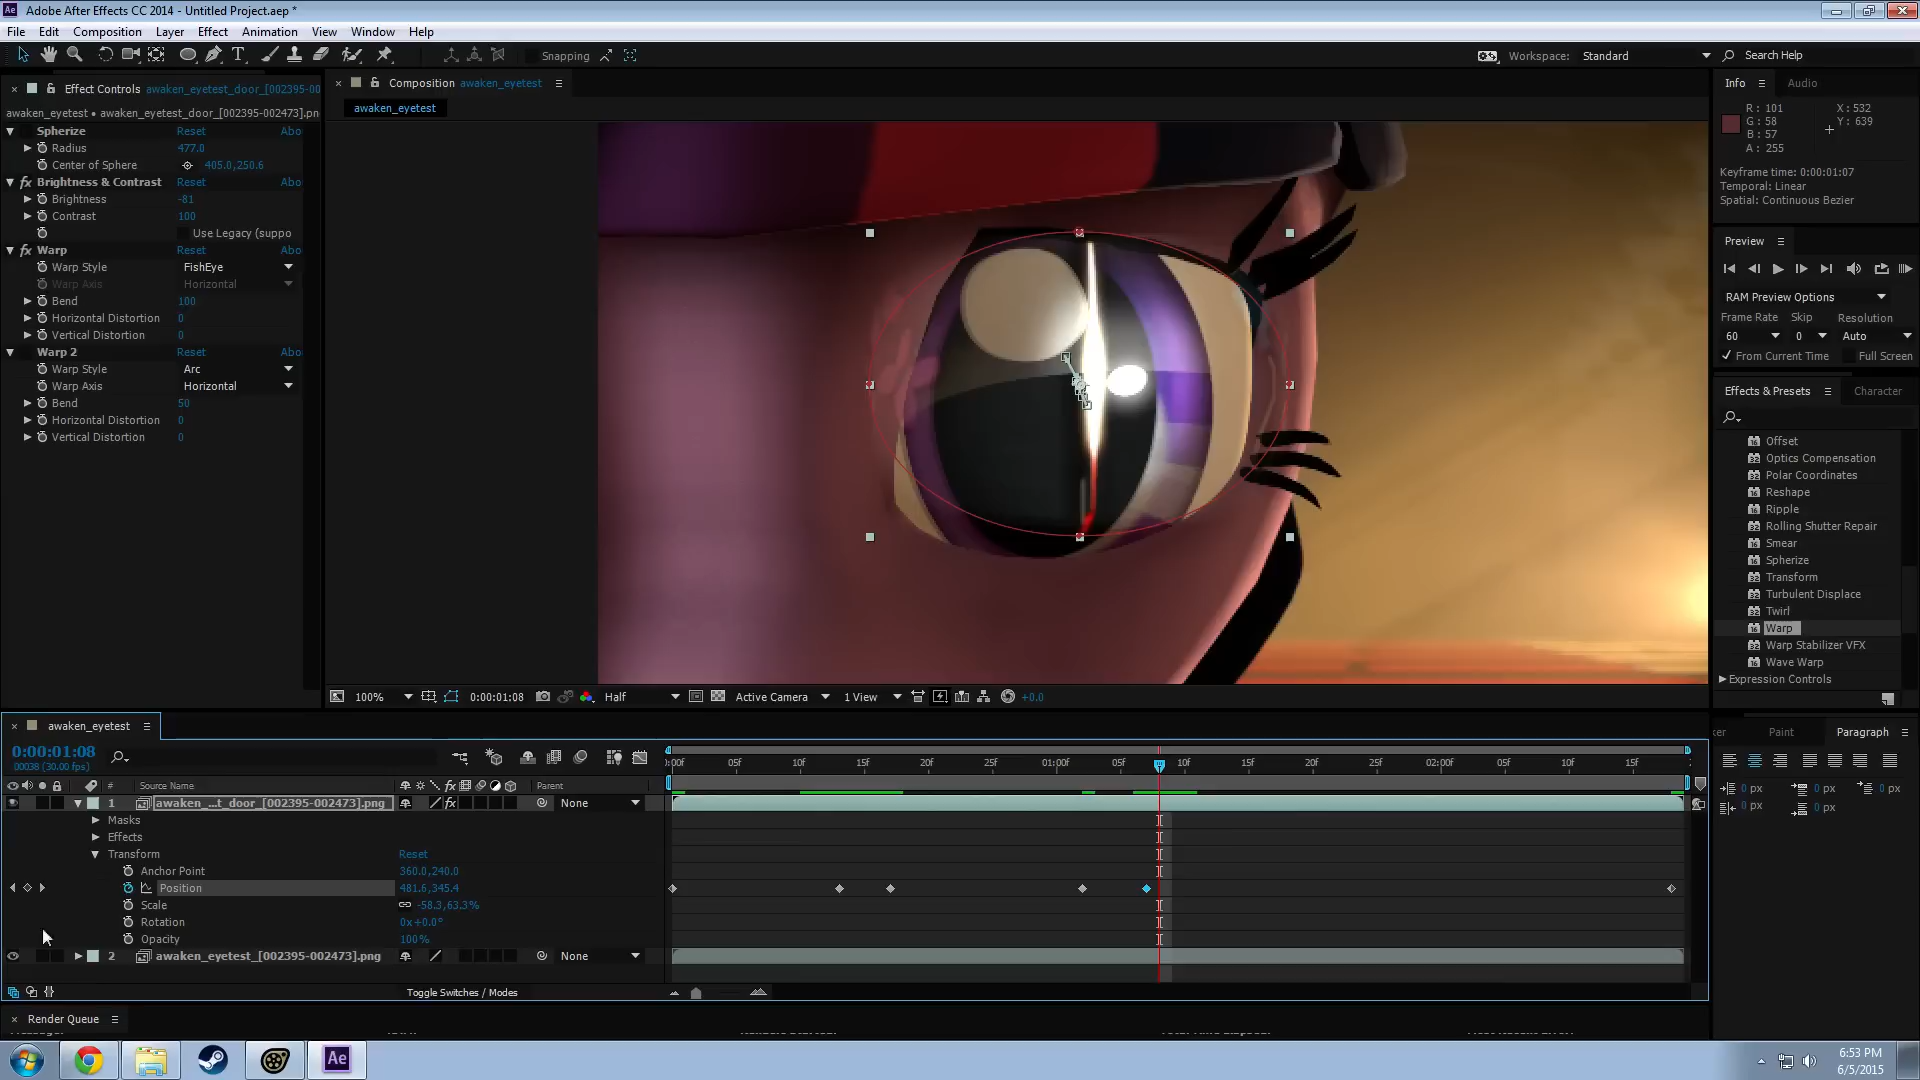 Adobe After Effects CC 2014 - Untitled Project.aep *
File Edit Composition Layer Effect Animation View Window Help
Snapping
Workspace: Standard
Search Help
Effect Controls awaken_eyetest_door_[002395-00
awaken_eyetest • awaken_eyetest_door_[002395-002473].pn
Spherize Reset Abo
Radius 477.0
Center of Sphere 405.0,250.6
fx Brightness & Contrast Reset Abo
Brightness -81
Contrast 100
Use Legacy (suppo
fx Warp Reset Abo
Warp Style FishEye
Warp Axis Horizontal
Bend 100
Horizontal Distortion 0
Vertical Distortion 0
Warp 2 Reset Abo
Warp Style Arc
Warp Axis Horizontal
Bend 50
Horizontal Distortion 0
Vertical Distortion 0
Composition awaken_eyetest
awaken_eyetest
100% 0:00:01:08 Half Active Camera 1 View +0.0
Info Audio
R : 101
G : 58
B : 57
A : 255
X : 532
Y : 639
Keyframe time: 0:00:01:07
Temporal: Linear
Spatial: Continuous Bezier
Preview
RAM Preview Options
Frame Rate Skip Resolution
60 0 Auto
From Current Time Full Screen
Effects & Presets Character
Offset
Optics Compensation
Polar Coordinates
Reshape
Ripple
Rolling Shutter Repair
Smear
Spherize
Transform
Turbulent Displace
Twirl
Warp
Warp Stabilizer VFX
Wave Warp
Expression Controls
ker Paint Paragraph
0 px 0 px 0 px
0 px 0 px
awaken_eyetest
0:00:01:08
00038 (30.00 fps)
# Source Name Parent
0:00f 05f 10f 15f 20f 25f 01:00f 05f 10f 15f 20f 25f 02:00f 05f 10f 15f
1 awaken_...t_door_[002395-002473].png fx None
Masks
Effects
Transform Reset
Anchor Point 360.0,240.0
Position 481.6,345.4
Scale -58.3,63.3%
Rotation 0x+0.0°
Opacity 100%
2 awaken_eyetest_[002395-002473].png None
Toggle Switches / Modes
Render Queue
Ae
6:53 PM
6/5/2015